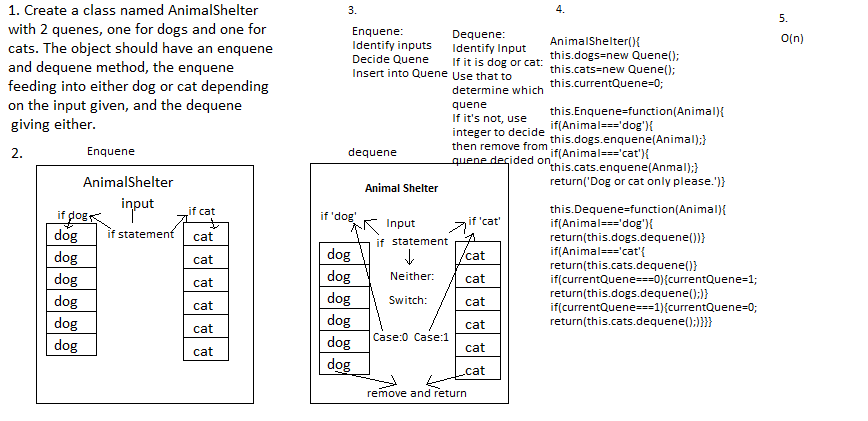 1. Create a class named AnimalShelter
with 2 quenes, one for dogs and one for
cats. The object should have an enquene
and dequene method, the enquene
feeding into either dog or cat depending
on the input given, and the dequene
giving either.
2.
Enquene
AnimalShelter
input
if dog
if cat
if statement
dog
dog
dog
dog
dog
dog
cat
cat
cat
cat
cat
cat
3.
Enquene:
Identify inputs
Decide Quene
Insert into Quene
Dequene:
Identify Input
If it is dog or cat:
Use that to
determine which
quene
If it's not, use
integer to decide
then remove from
quene decided on
dequene
Animal Shelter
if 'dog'
Input
if 'cat'
if statement
Neither:
Switch:
Case:0 Case:1
dog
dog
dog
dog
dog
dog
cat
cat
cat
cat
cat
cat
remove and return
4.
AnimalShelter(){
this.dogs=new Quene();
this.cats=new Quene();
this.currentQuene=0;
this.Enquene=function(Animal){
if(Animal==='dog'){
this.dogs.enquene(Animal);}
if(Animal==='cat'){
this.cats.enquene(Anmal);}
return('Dog or cat only please.')}
this.Dequene=function(Animal){
if(Animal==='dog'){
return(this.dogs.dequene())}
if(Animal==='cat'{
return(this.cats.dequene()}
if(currentQuene===0){currentQuene=1;
return(this.dogs.dequene();)}
if(currentQuene===1){currentQuene=0;
return(this.cats.dequene();)}}}
5.
O(n)